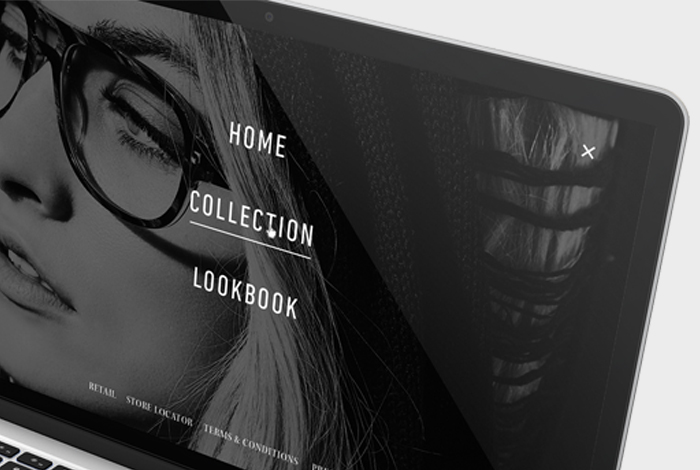 HOME
×
COLLECTION
LOOKBOOK
RETAIL STORE LOCATOR TERMS & CONDITIONS